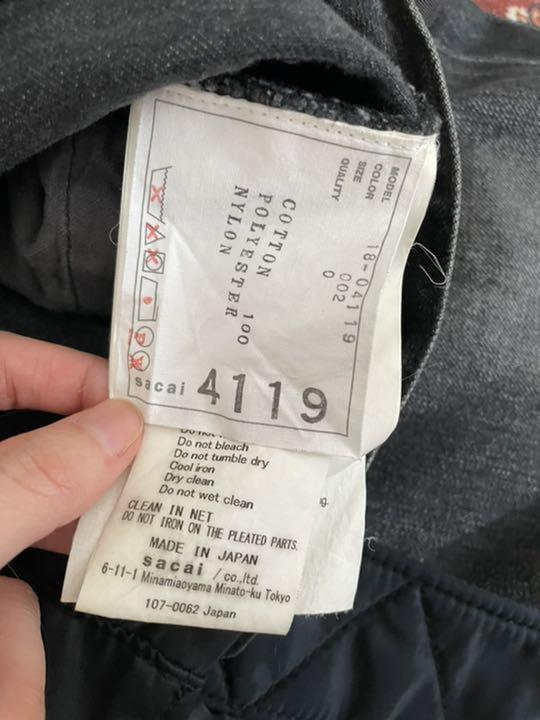 MODEL 18-04119
COLOR 002
SIZE 0
QUALITY
COTTON
POLYESTER 100
NYLON
sacai 4119
Do not bleach
Do not tumble dry
Cool iron
Dry clean
Do not wet clean
CLEAN IN NET
DO NOT IRON ON THE PLEATED PARTS.
MADE IN JAPAN
sacai / co.,ltd.
6-11-1 Minamiaoyama Minato-ku Tokyo
107-0062 Japan